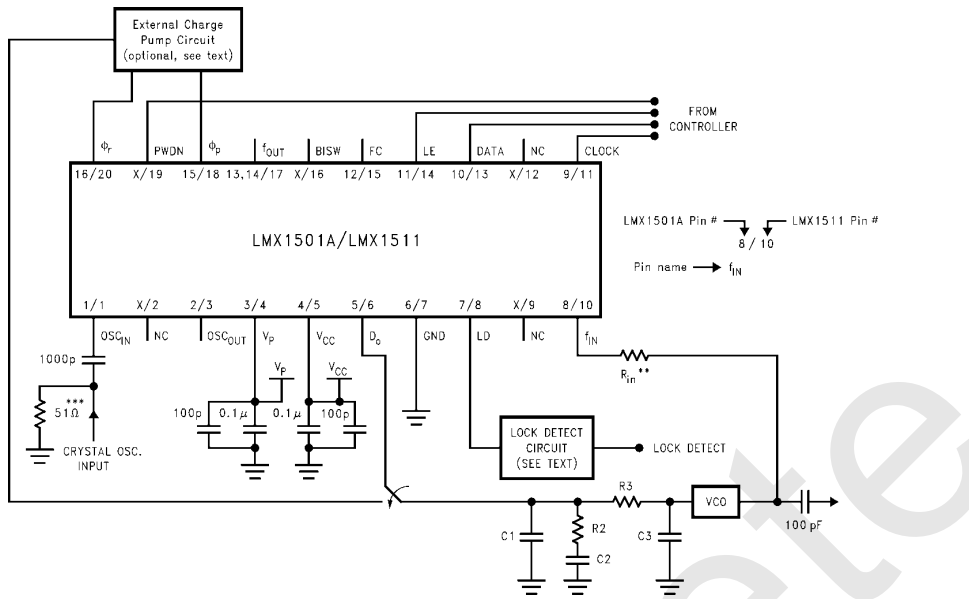 External Charge
Pump Circuit
(optional, see text)
FROM
CONTROLLER
ϕr PWDN ϕp fOUT BISW FC LE DATA NC CLOCK
16/20 X/19 15/18 13,14/17 X/16 12/15 11/14 10/13 X/12 9/11
LMX1501A/LMX1511
LMX1501A Pin # LMX1511 Pin #
8/10
Pin name fIN
1/1 X/2 2/3 3/4 4/5 5/6 6/7 7/8 X/9 8/10
OSCIN NC OSCOUT VP VCC Do GND LD NC fIN
1000p
VP VCC
Rin**
***
51Ω
100p 0.1μ 0.1μ 100p
CRYSTAL OSC.
INPUT
LOCK DETECT
CIRCUIT
(SEE TEXT)
LOCK DETECT
R3
VCO
100 pF
C1
R2
C2
C3
ete